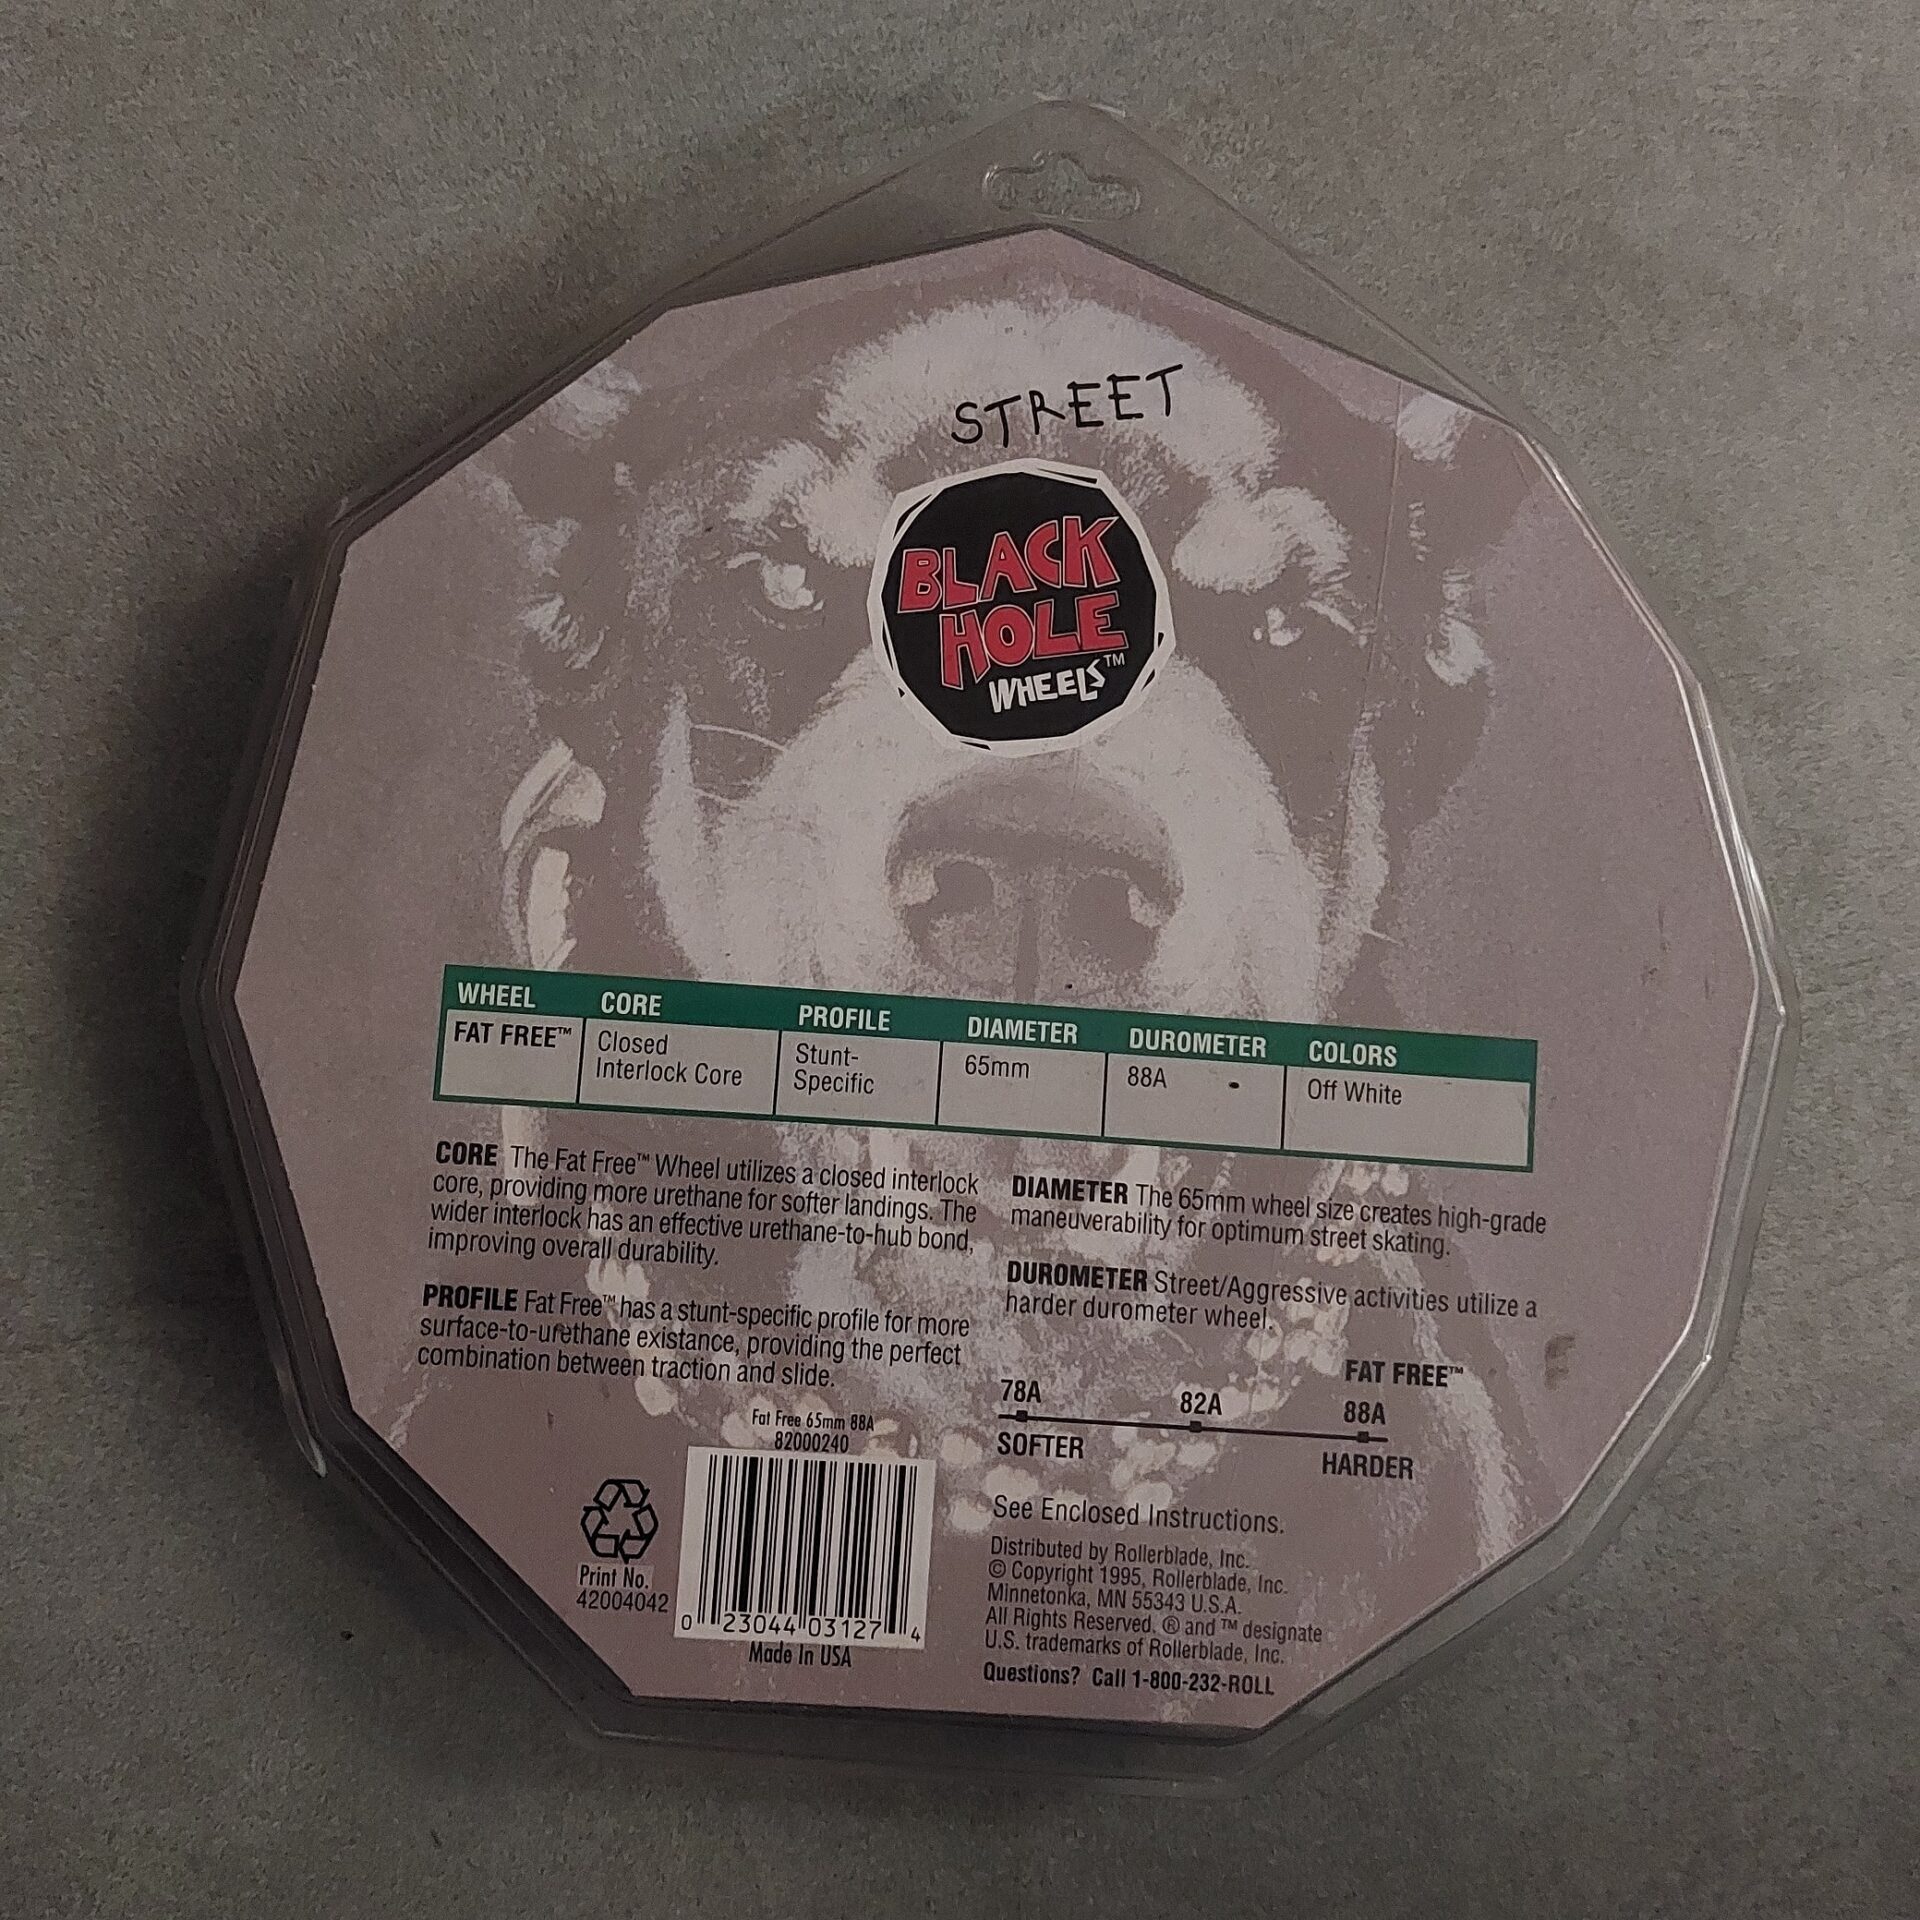 STREET
BLACK
HOLE
WHEELS™
WHEEL CORE PROFILE DIAMETER DUROMETER COLORS
FAT FREE™ Closed Interlock Core Stunt-Specific 65mm 88A Off White
CORE The Fat Free™ Wheel utilizes a closed interlock
core, providing more urethane for softer landings. The
wider interlock has an effective urethane-to-hub bond,
improving overall durability.
PROFILE Fat Free™ has a stunt-specific profile for more
surface-to-urethane existance, providing the perfect
combination between traction and slide.
DIAMETER The 65mm wheel size creates high-grade
maneuverability for optimum street skating.
DUROMETER Street/Aggressive activities utilize a
harder durometer wheel.
FAT FREE™
78A 82A 88A
SOFTER HARDER
Fat Free 65mm 88A
82000240
Print No.
42004042
0 23044 03127 4
Made In USA
See Enclosed Instructions.
Distributed by Rollerblade, Inc.
© Copyright 1995, Rollerblade, Inc.
Minnetonka, MN 55343 U.S.A.
All Rights Reserved. ® and ™ designate
U.S. trademarks of Rollerblade, Inc.
Questions? Call 1-800-232-ROLL